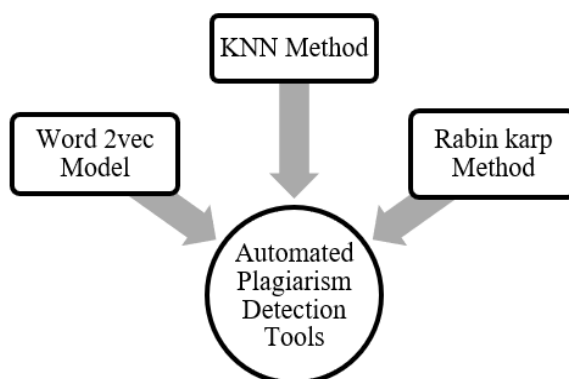 KNN Method
Word 2vec
Model
Rabin karp
Method
Automated
Plagiarism
Detection
Tools